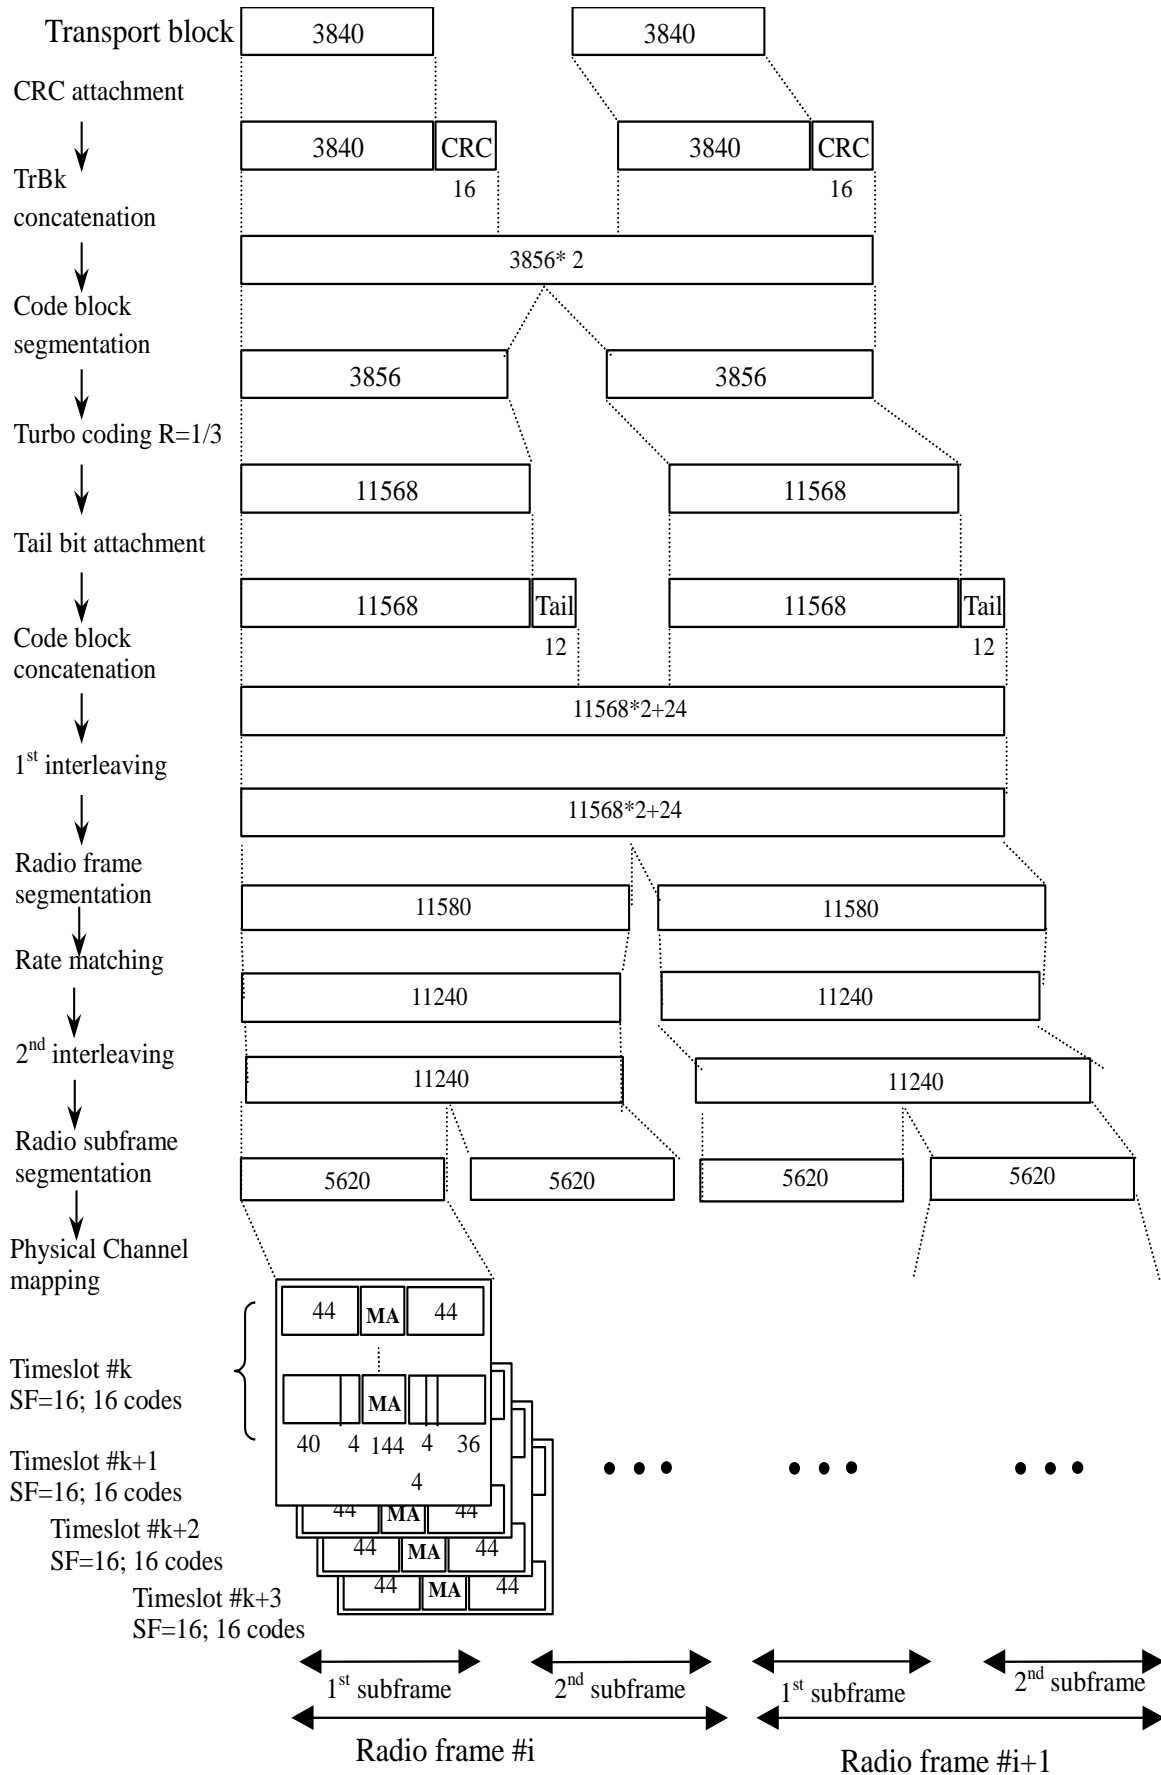 Transport block
3840 3840
CRC attachment
3840 CRC 3840 CRC
16 16
TrBk
concatenation
3856* 2
Code block
segmentation
3856 3856
Turbo coding R=1/3
11568 11568
Tail bit attachment
11568 Tail 11568 Tail
12 12
Code block
concatenation
11568*2+24
1st interleaving
11568*2+24
Radio frame
segmentation
11580 11580
Rate matching
11240 11240
2nd interleaving
11240 11240
Radio subframe
segmentation
5620 5620 5620 5620
Physical Channel
mapping
44 MA 44
Timeslot #k
SF=16; 16 codes
MA
40 4 144 4 36
4
Timeslot #k+1
SF=16; 16 codes
44 MA 44
Timeslot #k+2
SF=16; 16 codes
44 MA 44
Timeslot #k+3
SF=16; 16 codes
44 MA 44
1st subframe 2nd subframe 1st subframe 2nd subframe
Radio frame #i Radio frame #i+1